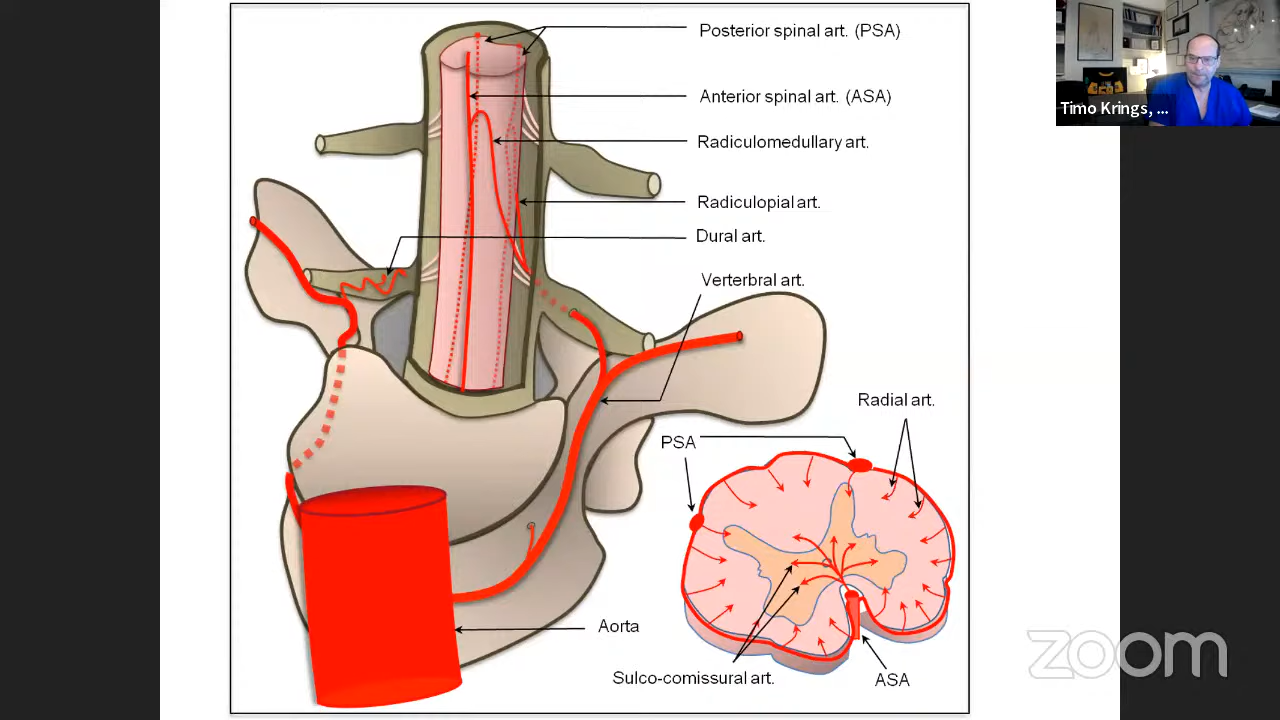 Posterior spinal art. (PSA)
Anterior spinal art. (ASA)
Radiculomedullary art.
Radiculopial art.
Dural art.
Verterbral art.
Radial art.
PSA
Aorta
Sulco-comissural art.
ASA
Timo Krings, ...
zoom